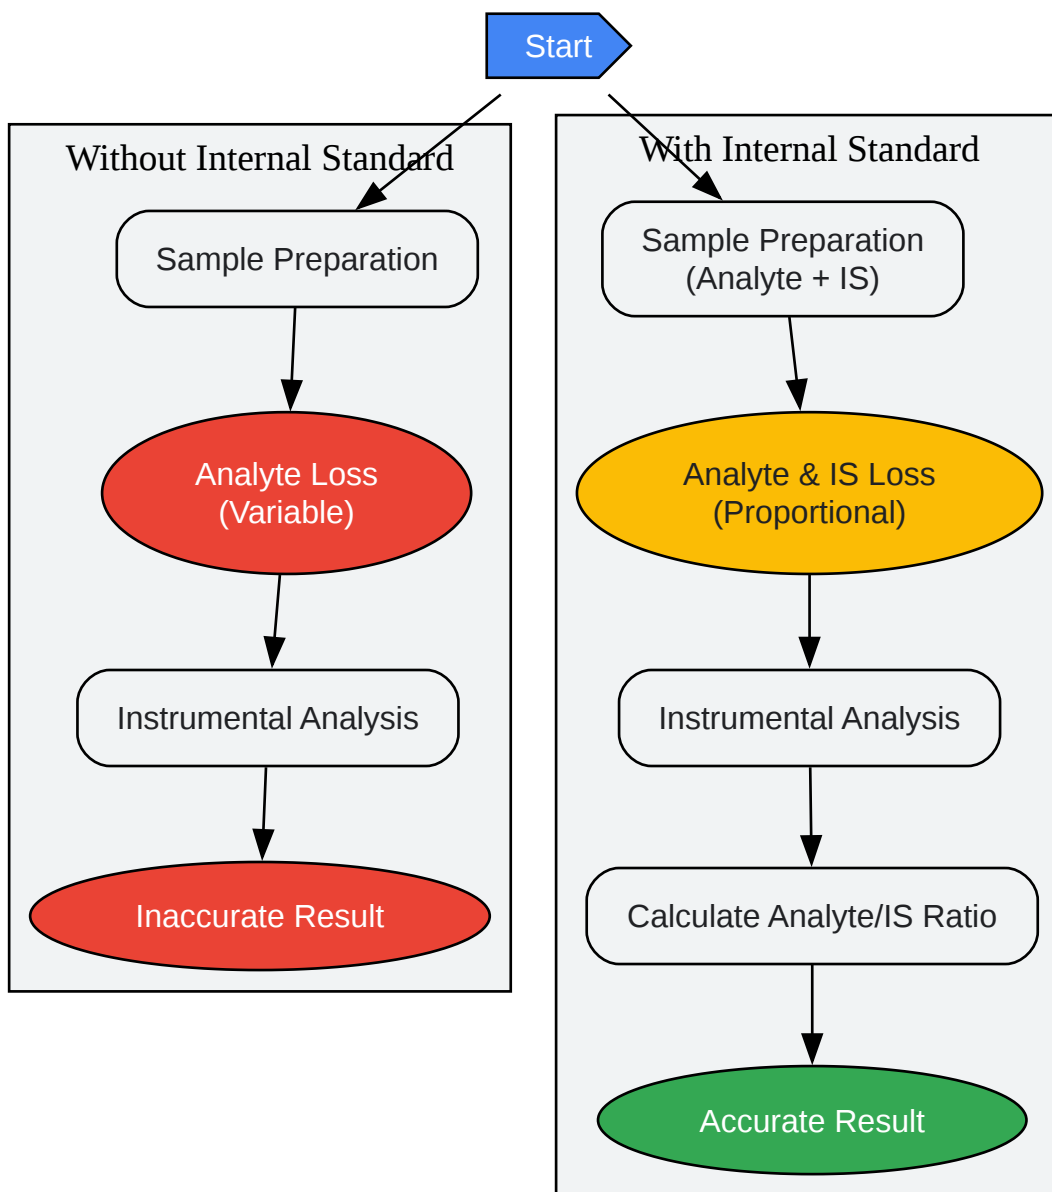 Start
Without Internal Standard
Sample Preparation
Analyte Loss
(Variable)
Instrumental Analysis
Inaccurate Result
With Internal Standard
Sample Preparation
(Analyte + IS)
Analyte & IS Loss
(Proportional)
Instrumental Analysis
Calculate Analyte/IS Ratio
Accurate Result